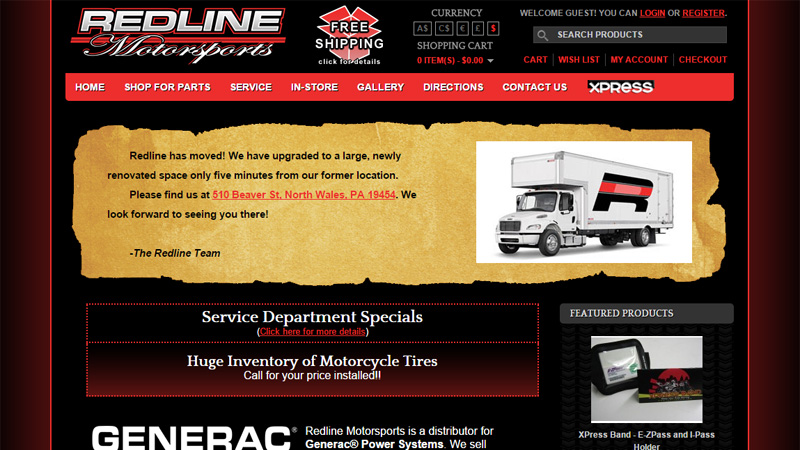 REDLINE
Motorsports
FREE
SHIPPING
click for details
CURRENCY
A$ C$ € £ $
SHOPPING CART
0 ITEM(S) - $0.00
WELCOME GUEST! YOU CAN LOGIN OR REGISTER.
SEARCH PRODUCTS
CART WISH LIST MY ACCOUNT CHECKOUT
HOME SHOP FOR PARTS SERVICE IN-STORE GALLERY DIRECTIONS CONTACT US XPRESS
Redline has moved! We have upgraded to a large, newly
renovated space only five minutes from our former location.
Please find us at 510 Beaver St, North Wales, PA 19454. We
look forward to seeing you there!
-The Redline Team
Service Department Specials
(Click here for more details)
Huge Inventory of Motorcycle Tires
Call for your price installed!!
FEATURED PRODUCTS
XPress Band - E-ZPass and I-Pass
Holder
GENERAC®
Redline Motorsports is a distributor for
Generac® Power Systems. We sell